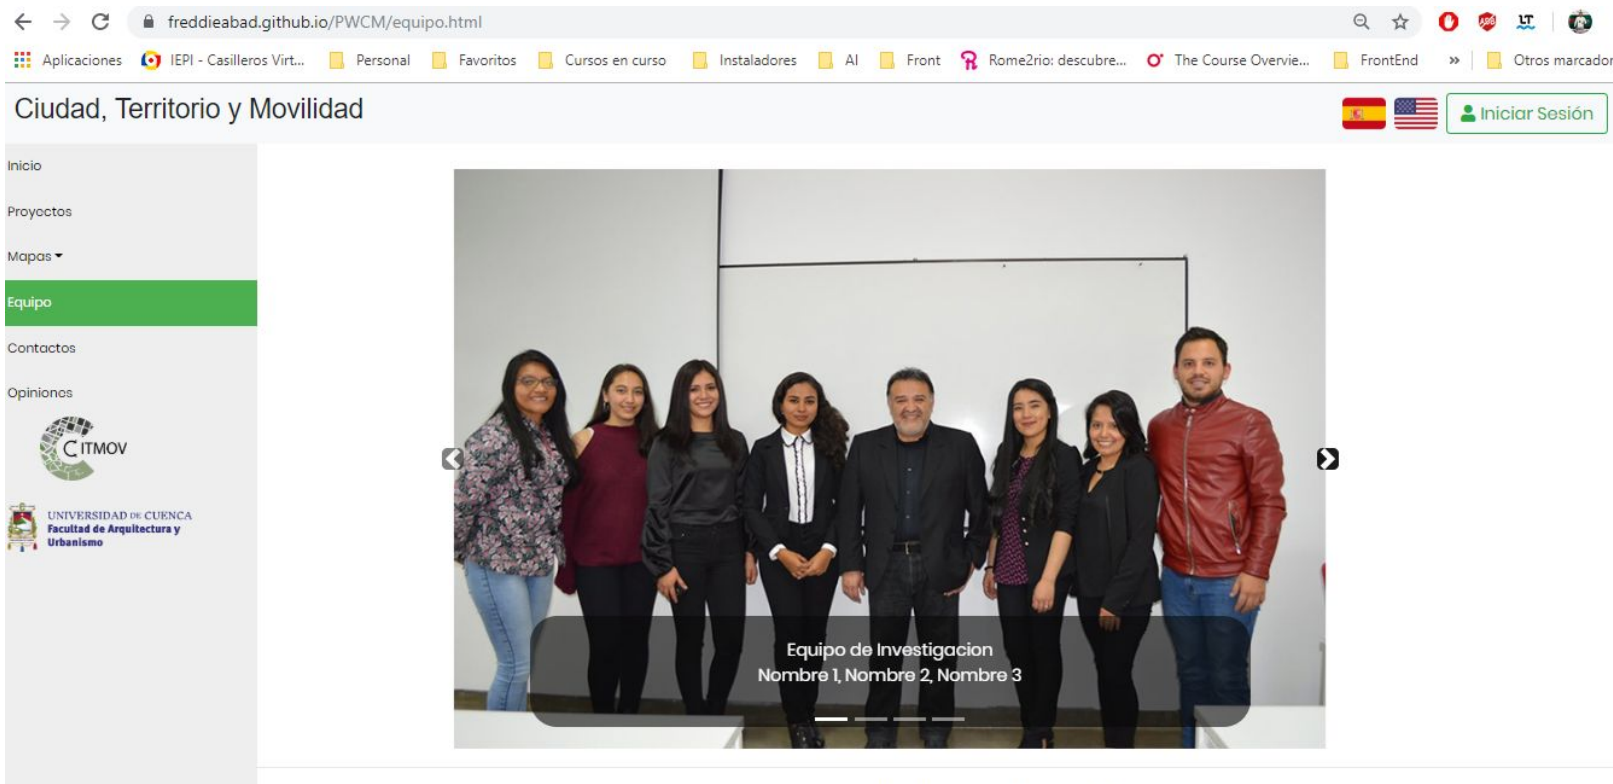 freddieabad.github.io/PWCM/equipo.html
Aplicaciones IEPI - Casilleros Virt... Personal Favoritos Cursos en curso Instaladores AI Front Rome2rio: descubre... The Course Overvie... FrontEnd » Otros marcador
Ciudad, Territorio y Movilidad
Iniciar Sesión
Inicio
Proyectos
Mapas
Equipo
Contactos
Opiniones
CITMOV
UNIVERSIDAD DE CUENCA
Facultad de Arquitectura y
Urbanismo
Equipo de Investigacion
Nombre 1, Nombre 2, Nombre 3